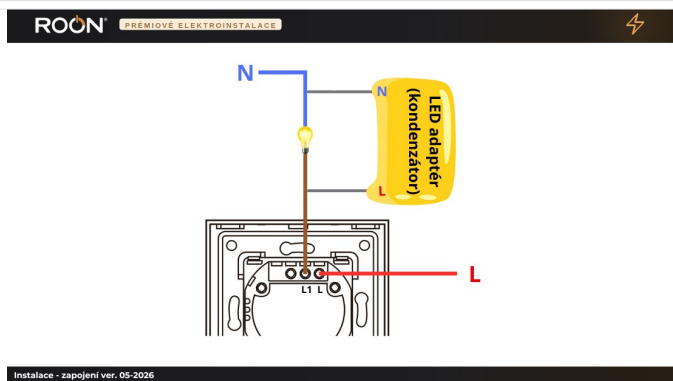 ROON®
PRÉMIOVÉ ELEKTROINSTALACE
N
N
LED adaptér
(kondenzátor)
L
L1 L
L
Instalace - zapojení ver. 05-2026